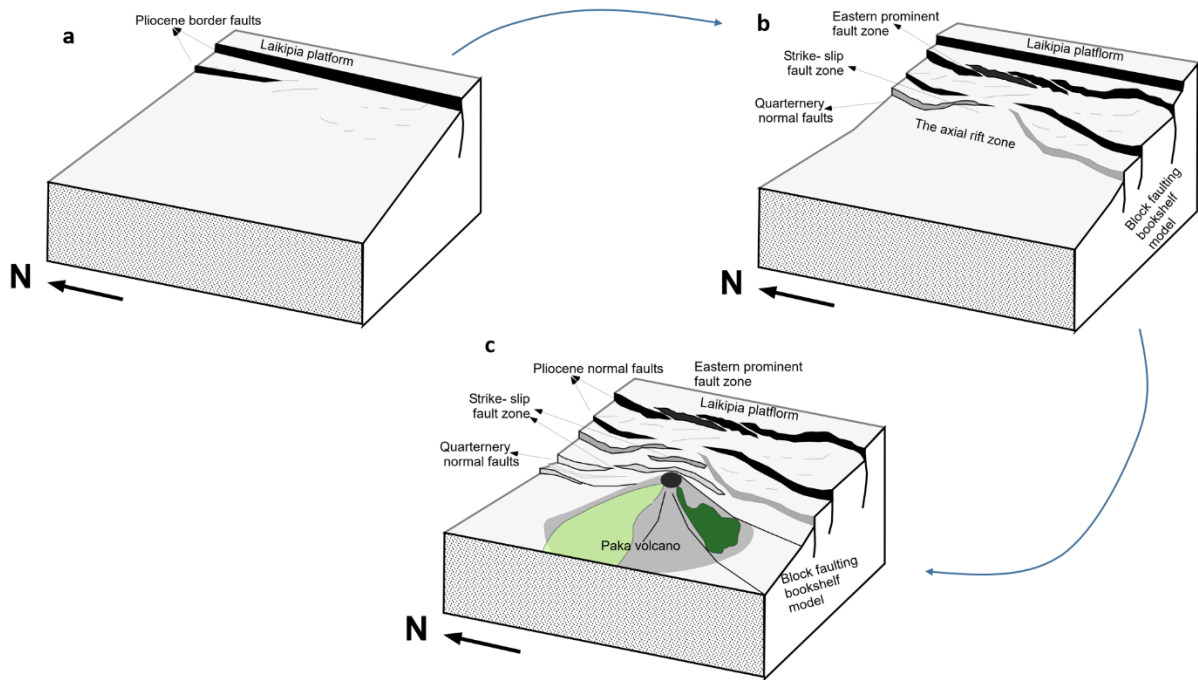 a
Pliocene border faults
Laikipia platform
N
b
Eastern prominent
fault zone
Strike- slip
fault zone
Quarternery
normal faults
Laikipia platflorm
The axial rift zone
Block faulting
bookshelf
model
N
c
Pliocene normal faults
Eastern prominent
fault zone
Strike- slip
fault zone
Laikipia platflorm
Quarternery
normal faults
Paka volcano
Block faulting
bookshelf
model
N